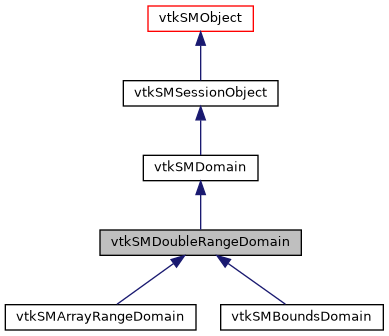 vtkSMObject
vtkSMSessionObject
vtkSMDomain
vtkSMDoubleRangeDomain
vtkSMArrayRangeDomain
vtkSMBoundsDomain